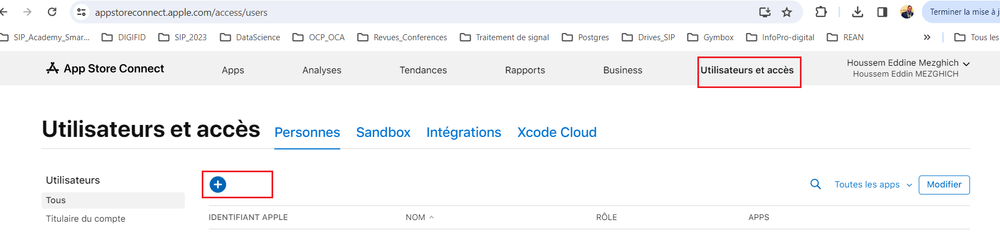 appstoreconnect.apple.com/access/users
Terminer la mise à j
SIP_Academy_Smar... DIGIFID SIP_2023 DataScience OCP_OCA Revues_Conferences Traitement de signal Postgres Drives_SIP Gymbox InfoPro-digital REAN » Tous les
App Store Connect Apps Analyses Tendances Rapports Business Utilisateurs et accès Houssem Eddine Mezghich
Houssem Eddin MEZGHICH
Utilisateurs et accès Personnes Sandbox Intégrations Xcode Cloud
Utilisateurs
Toutes les apps Modifier
Tous
Titulaire du compte
IDENTIFIANT APPLE NOM RÔLE APPS